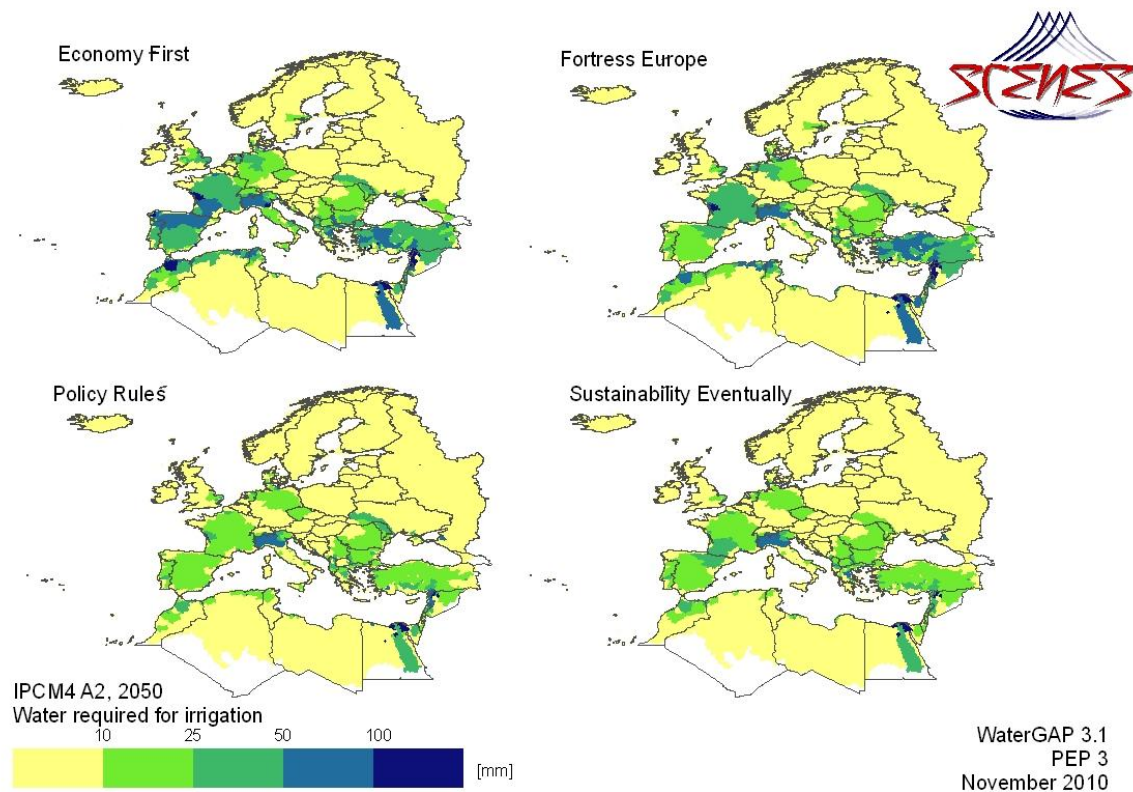 Economy First
Fortress Europe
SCENES
Policy Rules
Sustainability Eventually
IPCM4 A2, 2050
Water required for irrigation
10 25 50 100
[mm]
WaterGAP 3.1
PEP 3
November 2010